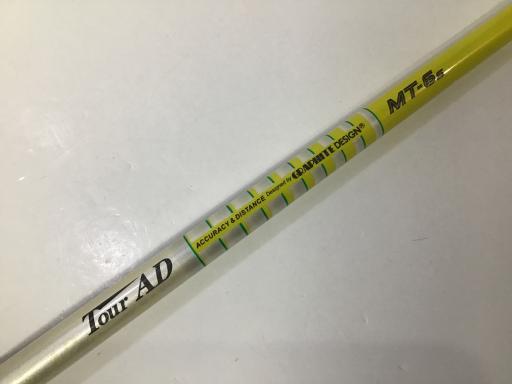 Tour AD
ACCURACY & DISTANCE Designed by GRAPHITE DESIGN®
MT-6s